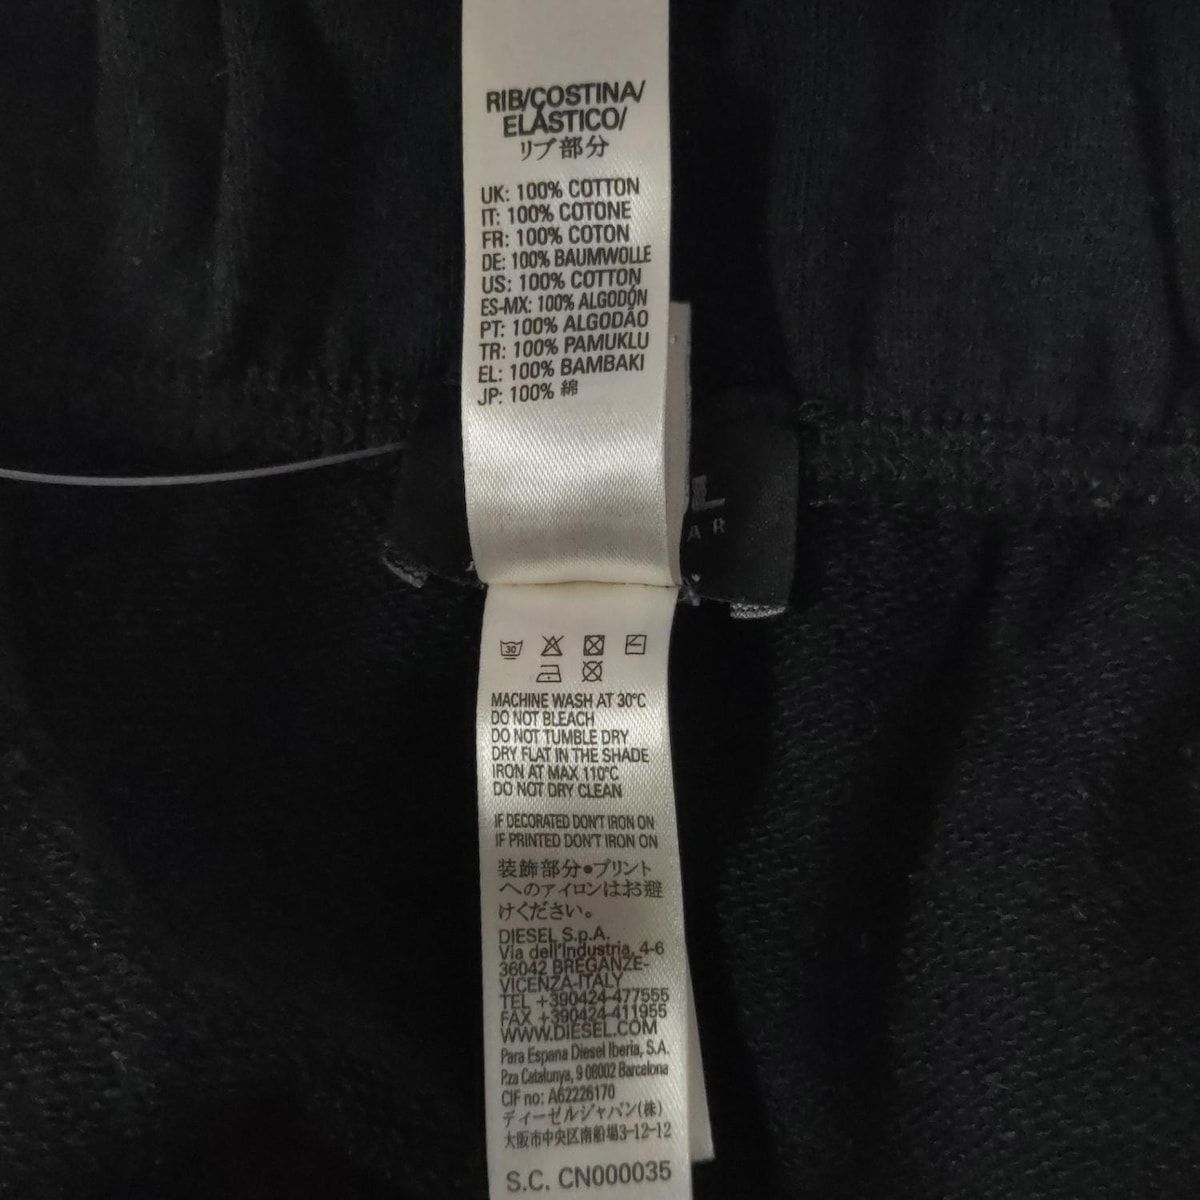 RIB/COSTINA/
ELÁSTICO/
リブ部分
UK: 100% COTTON
IT: 100% COTONE
FR: 100% COTON
DE: 100% BAUMWOLLE
US: 100% COTTON
ES-MX: 100% ALGODÓN
PT: 100% ALGODÃO
TR: 100% PAMUKLU
EL: 100% BAMBAKI
JP: 100% 綿
L
AR
30
MACHINE WASH AT 30°C
DO NOT BLEACH
DO NOT TUMBLE DRY
DRY FLAT IN THE SHADE
IRON AT MAX 110°C
DO NOT DRY CLEAN
IF DECORATED DON'T IRON ON
IF PRINTED DON'T IRON ON
装飾部分•プリント
へのアイロンはお避
けください。
DIESEL S.p.A.
Via dell'Industria, 4-6
36042 BREGANZE-
VICENZA-ITALY
TEL +390424-477555
FAX +390424-411955
WWW.DIESEL.COM
Para Espana Diesel Iberia, S.A.
P.za Catalunya, 9 08002 Barcelona
CIF no: A62226170
ディーゼルジャパン(株)
大阪市中央区南船場3-12-12
S.C. CN000035